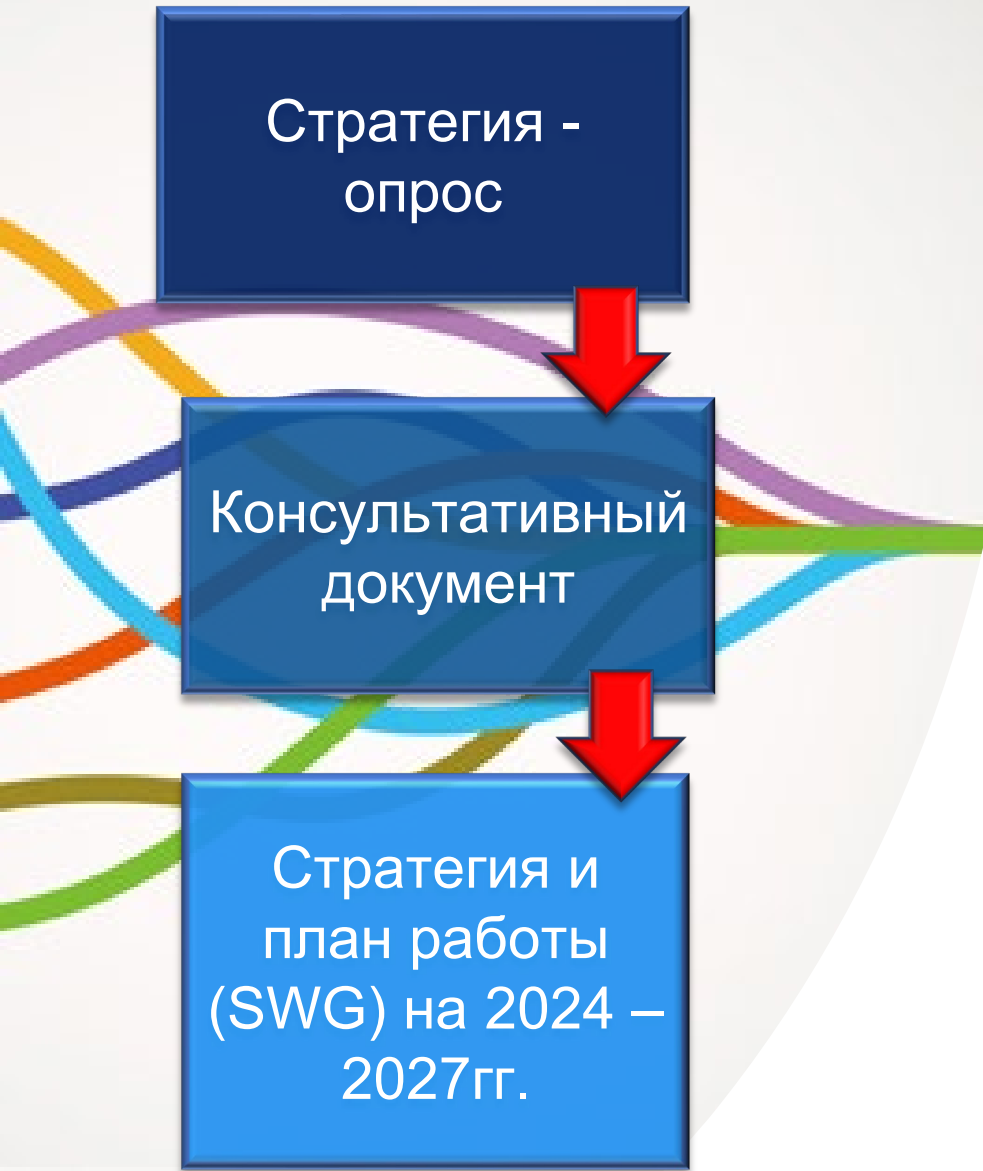 Стратегия -
опрос
Консультативный
документ
Стратегия и
план работы
(SWG) на 2024 –
2027гг.